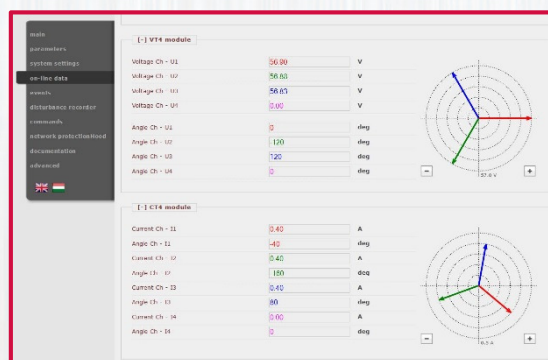 main
parameters
system settings
on-line data
events
disturbance recorder
commands
network protectionHood
documentation
advanced
[-] VT4 module
Voltage Ch - U1 56.90 V
Voltage Ch - U2 56.83 V
Voltage Ch - U3 56.83 V
Voltage Ch - U4 0.00 V
Angle Ch - U1 0 deg
Angle Ch - U2 -120 deg
Angle Ch - U3 120 deg
Angle Ch - U4 0 deg
- 57.0 V +
[-] CT4 module
Current Ch - I1 0.40 A
Angle Ch - I1 -40 deg
Current Ch - I2 0.40 A
Angle Ch - I2 -160 deg
Current Ch - I3 0.40 A
Angle Ch - I3 80 deg
Current Ch - I4 0.00 A
Angle Ch - I4 0 deg
- +